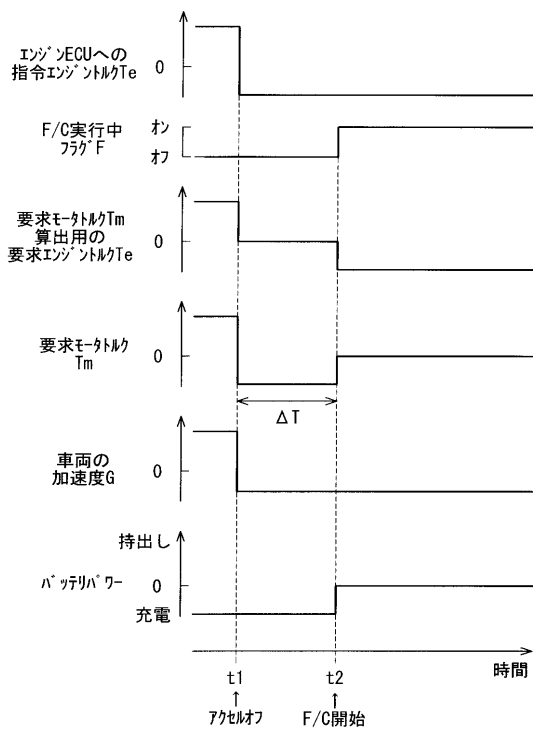 エンジンECUへの
指令エンジントルクTe
0
F/C実行中
フラグF
オン
オフ
要求モータトルクTm
算出用の
要求エンジントルクTe
0
要求モータトルク
Tm
0
ΔT
車両の
加速度G
0
持出し
バッテリパワー
0
充電
時間
t1
t2
↑
↑
アクセルオフ
F/C開始